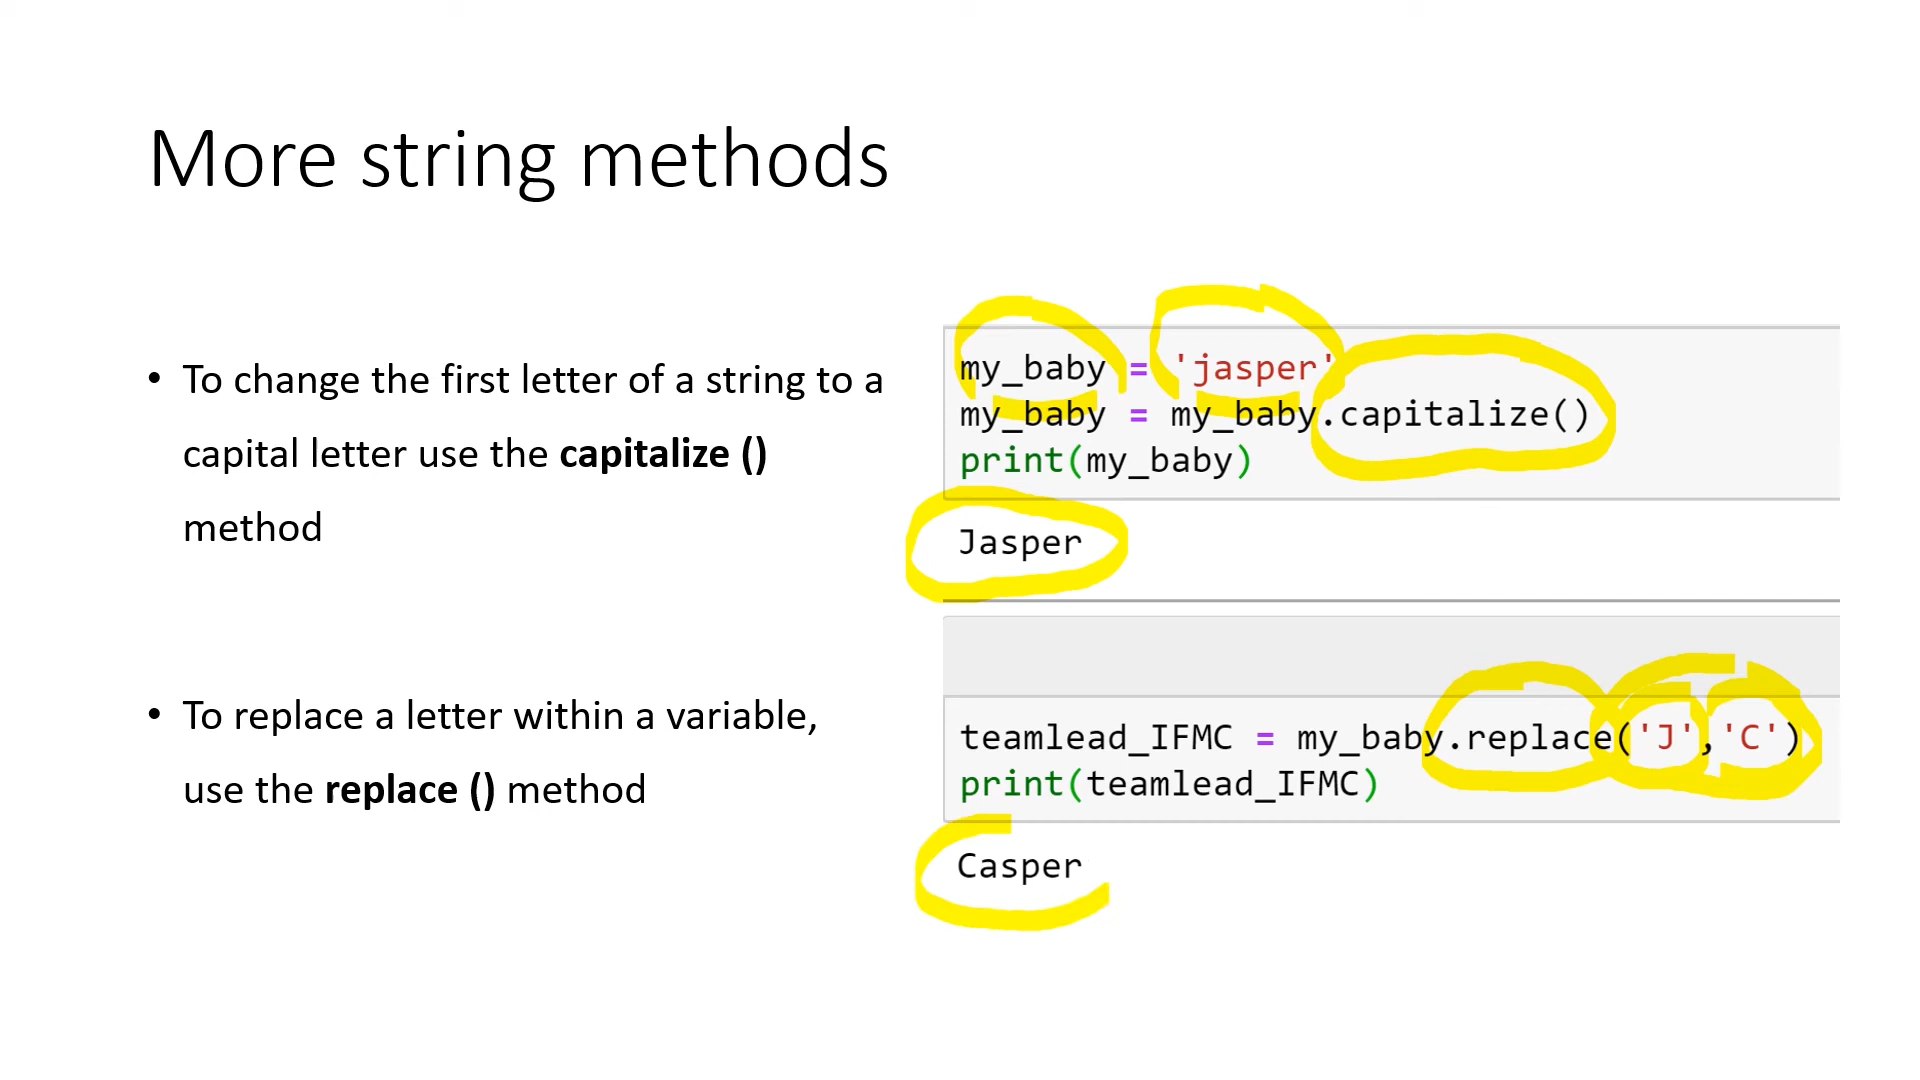 More string methods
• To change the first letter of a string to a
capital letter use the capitalize ()
method
• To replace a letter within a variable,
use the replace () method
my_baby = 'jasper'
my_baby = my_baby.capitalize()
print(my_baby)
Jasper
teamlead_IFMC = my_baby.replace('J','C')
print(teamlead_IFMC)
Casper